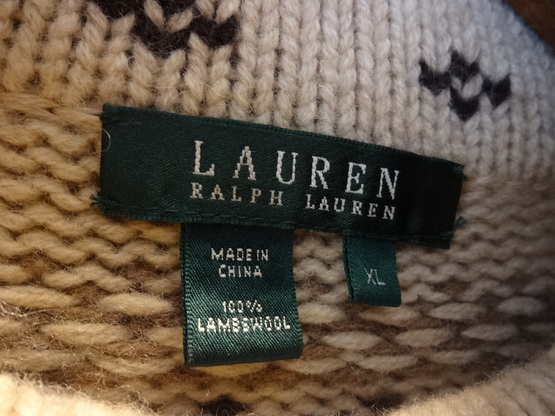 LAUREN
RALPH LAUREN
MADE IN
CHINA
100%
LAMBSWOOL
XL